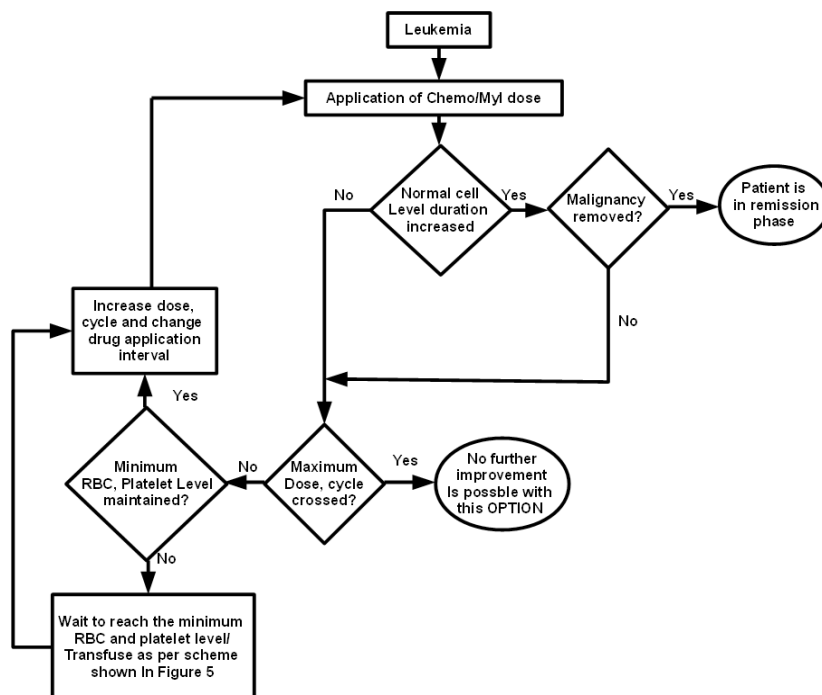 Leukemia
Application of Chemo/Myl dose
No
Normal cell
Level duration
increased
Yes
Malignancy
removed?
Yes
Patient is
in remission
phase
Increase dose,
cycle and change
drug application
interval
No
Yes
Minimum
RBC, Platelet Level
maintained?
No
Maximum
Dose, cycle
crossed?
Yes
No further
improvement
Is possble with
this OPTION
No
Wait to reach the minimum
RBC and platelet level/
Transfuse as per scheme
shown In Figure 5